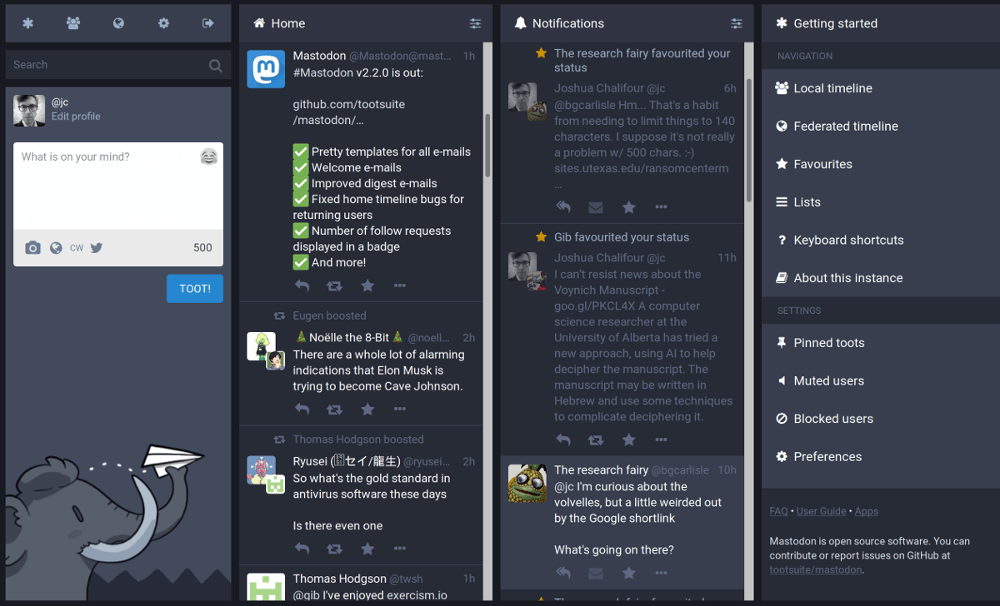 Search
@jc
Edit profile
What is on your mind?
CW
500
TOOT!
Home
Mastodon @Mastodon@mast... 1h
#Mastodon v2.2.0 is out:
github.com/tootsuite
/mastodon/…
✅ Pretty templates for all e-mails
✅ Welcome e-mails
✅ Improved digest e-mails
✅ Fixed home timeline bugs for
returning users
✅ Number of follow requests
displayed in a badge
✅ And more!
Eugen boosted
🎄 Noëlle the 8-Bit 🎄 @noell... 2h
There are a whole lot of alarming
indications that Elon Musk is
trying to become Cave Johnson.
Thomas Hodgson boosted
Ryusei (セイ/龍生) @ryusei... 2h
So what's the gold standard in
antivirus software these days
Is there even one
Thomas Hodgson @twsh 1h
@gib I've enjoyed exercism.io
Notifications
The research fairy favourited your
status
Joshua Chalifour @jc 6h
@bgcarlisle Hm... That's a habit
from needing to limit things to 140
characters. I suppose it's not really
a problem w/ 500 chars. :-)
sites.utexas.edu/ransomcenterm
…
Gib favourited your status
Joshua Chalifour @jc 11h
I can't resist news about the
Voynich Manuscript -
goo.gl/PKCL4X A computer
science researcher at the
University of Alberta has tried a
new approach, using AI to help
decipher the manuscript. The
manuscript may be written in
Hebrew and use some techniques
to complicate deciphering it.
The research fairy @bgcarlisle 10h
@jc I'm curious about the
volvelles, but a little weirded out
by the Google shortlink
What's going on there?
The research fairy favourited your
Getting started
NAVIGATION
Local timeline
Federated timeline
Favourites
Lists
Keyboard shortcuts
About this instance
SETTINGS
Pinned toots
Muted users
Blocked users
Preferences
FAQ • User Guide • Apps
Mastodon is open source software. You can
contribute or report issues on GitHub at
tootsuite/mastodon.